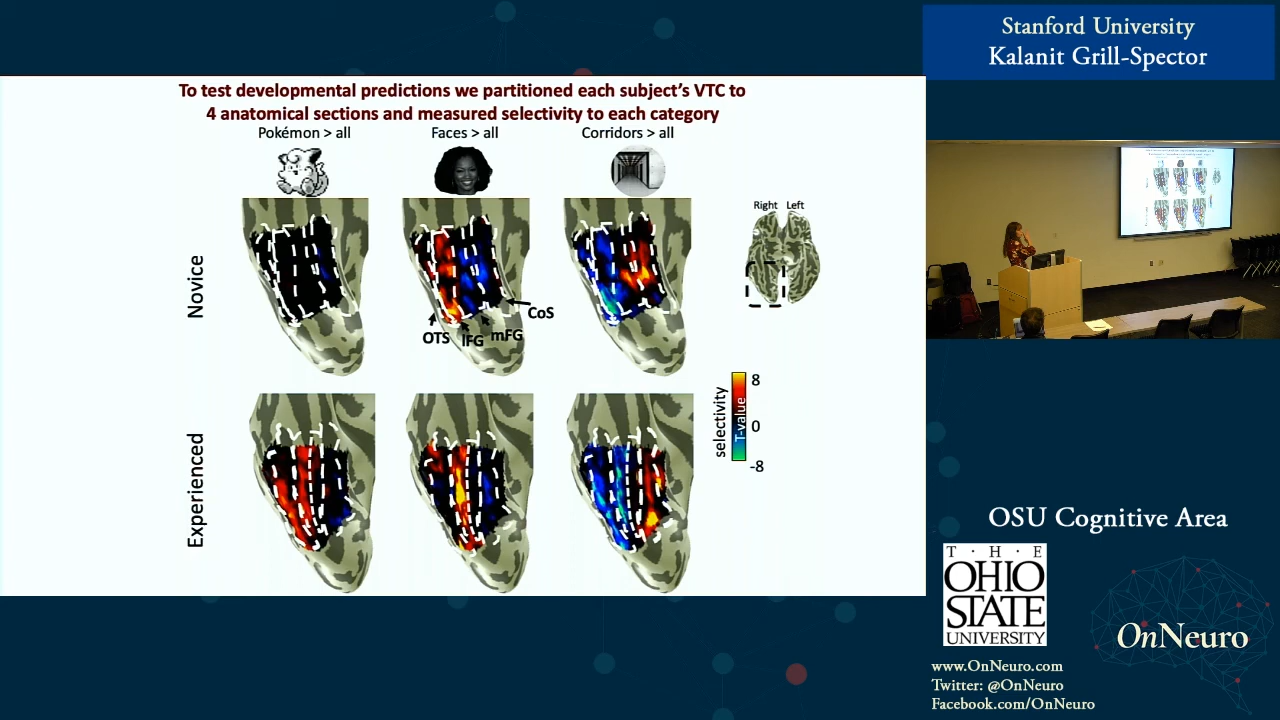 To test developmental predictions we partitioned each subject's VTC to
4 anatomical sections and measured selectivity to each category
Pokémon > all
Faces > all
Corridors > all
Right Left
Novice
CoS
OTS
lFG
mFG
Experienced
selectivity
T-value
8
0
-8
Stanford University
Kalanit Grill-Spector
OSU Cognitive Area
T · H · E
OHIO
STATE
UNIVERSITY
OnNeuro
www.OnNeuro.com
Twitter: @OnNeuro
Facebook.com/OnNeuro